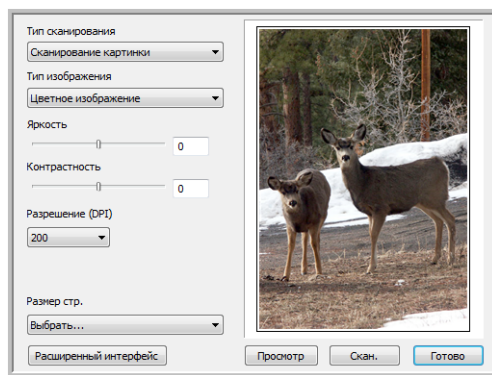 Тип сканирования
Сканирование картинки
Тип изображения
Цветное изображение
Яркость
0
Контрастность
0
Разрешение (DPI)
200
Размер стр.
Выбрать...
Расширенный интерфейс
Просмотр
Скан.
Готово